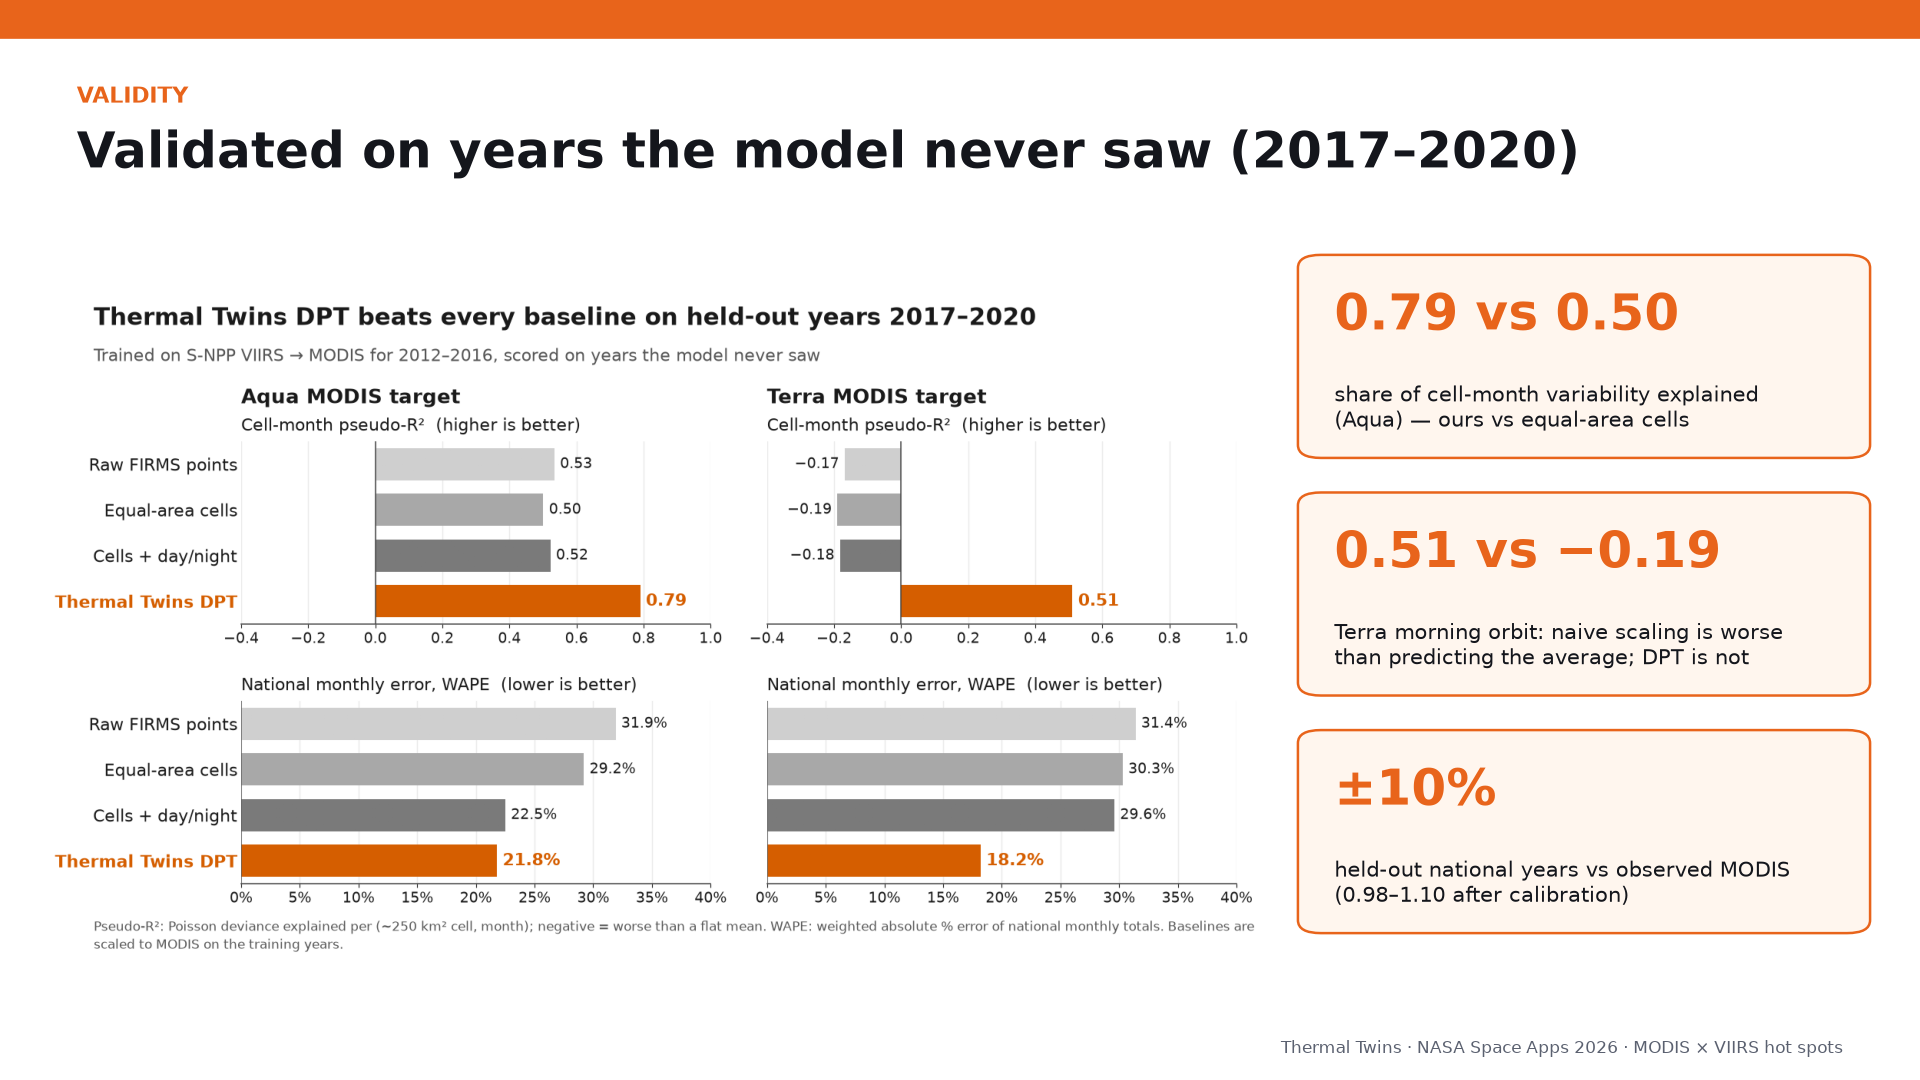 VALIDITY
Validated on years the model never saw (2017–2020)
Thermal Twins DPT beats every baseline on held-out years 2017–2020
Trained on S-NPP VIIRS → MODIS for 2012–2016, scored on years the model never saw
Aqua MODIS target
Cell-month pseudo-R² (higher is better)
Raw FIRMS points 0.53
Equal-area cells 0.50
Cells + day/night 0.52
Thermal Twins DPT 0.79
−0.4 −0.2 0.0 0.2 0.4 0.6 0.8 1.0
Terra MODIS target
Cell-month pseudo-R² (higher is better)
−0.17
−0.19
−0.18
0.51
−0.4 −0.2 0.0 0.2 0.4 0.6 0.8 1.0
National monthly error, WAPE (lower is better)
Raw FIRMS points 31.9%
Equal-area cells 29.2%
Cells + day/night 22.5%
Thermal Twins DPT 21.8%
0% 5% 10% 15% 20% 25% 30% 35% 40%
National monthly error, WAPE (lower is better)
31.4%
30.3%
29.6%
18.2%
0% 5% 10% 15% 20% 25% 30% 35% 40%
Pseudo-R²: Poisson deviance explained per (~250 km² cell, month); negative = worse than a flat mean. WAPE: weighted absolute % error of national monthly totals. Baselines are
scaled to MODIS on the training years.
0.79 vs 0.50
share of cell-month variability explained
(Aqua) — ours vs equal-area cells
0.51 vs −0.19
Terra morning orbit: naive scaling is worse
than predicting the average; DPT is not
±10%
held-out national years vs observed MODIS
(0.98–1.10 after calibration)
Thermal Twins · NASA Space Apps 2026 · MODIS × VIIRS hot spots